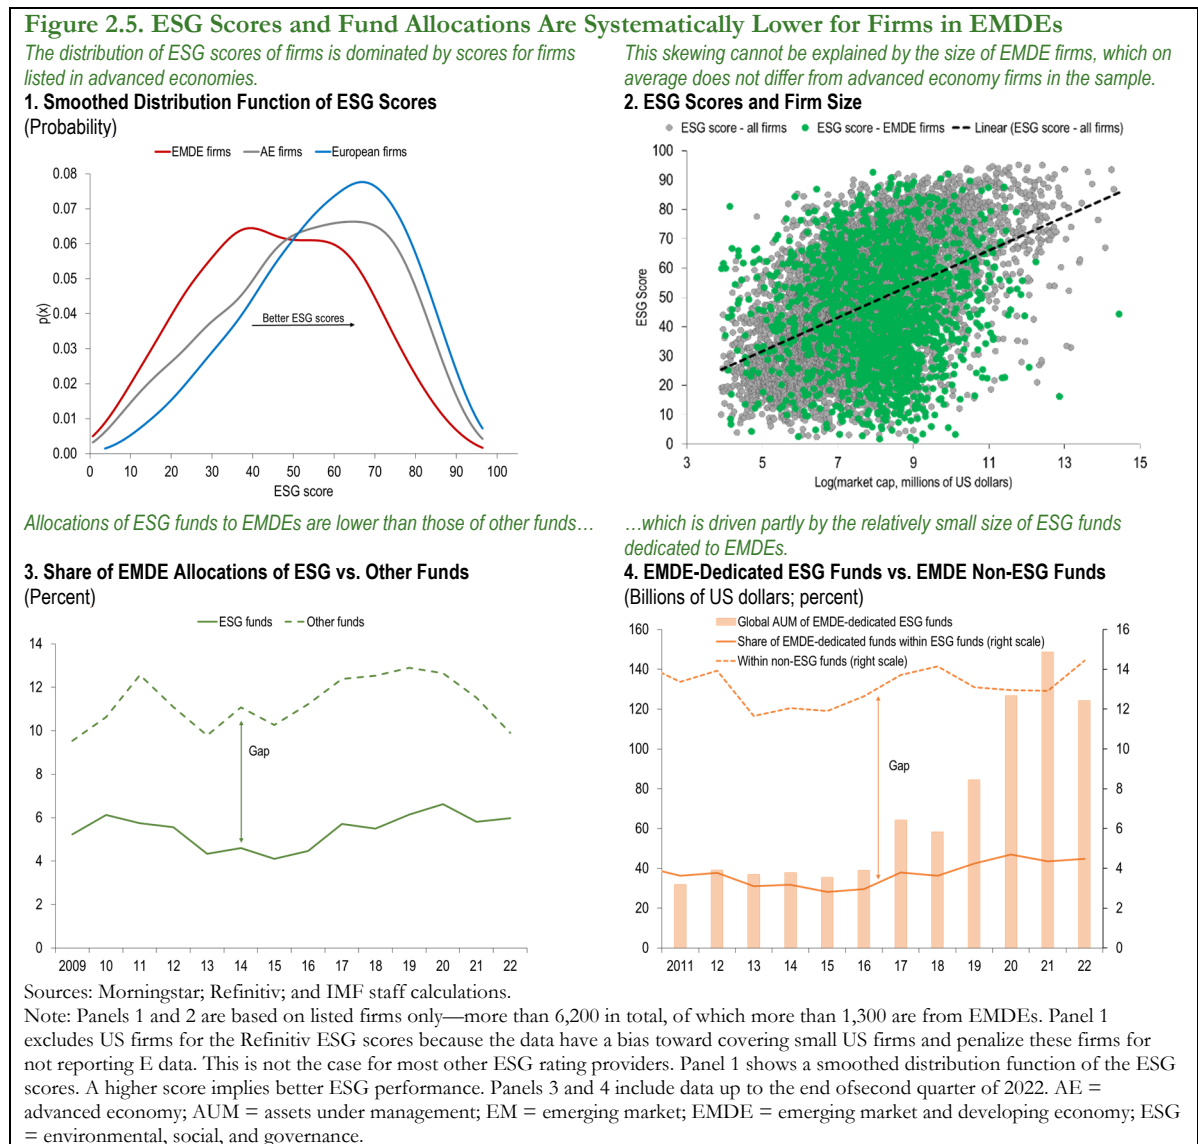 Figure 2.5. ESG Scores and Fund Allocations Are Systematically Lower for Firms in EMDEs
The distribution of ESG scores of firms is dominated by scores for firms
listed in advanced economies.
1. Smoothed Distribution Function of ESG Scores
(Probability)
EMDE firms AE firms European firms
0.08
0.07
0.06
0.05
0.04
0.03
0.02
0.01
0.00
p(x)
Better ESG scores
0 10 20 30 40 50 60 70 80 90 100
ESG score
This skewing cannot be explained by the size of EMDE firms, which on
average does not differ from advanced economy firms in the sample.
2. ESG Scores and Firm Size
ESG score - all firms ESG score - EMDE firms Linear (ESG score - all firms)
100
90
80
70
60
50
40
30
20
10
0
ESG Score
3 5 7 9 11 13 15
Log(market cap, millions of US dollars)
Allocations of ESG funds to EMDEs are lower than those of other funds…
3. Share of EMDE Allocations of ESG vs. Other Funds
(Percent)
ESG funds Other funds
14
12
10
8
6
4
2
0
Gap
2009 10 11 12 13 14 15 16 17 18 19 20 21 22
…which is driven partly by the relatively small size of ESG funds
dedicated to EMDEs.
4. EMDE-Dedicated ESG Funds vs. EMDE Non-ESG Funds
(Billions of US dollars; percent)
Global AUM of EMDE-dedicated ESG funds
Share of EMDE-dedicated funds within ESG funds (right scale)
Within non-ESG funds (right scale)
160
140
120
100
80
60
40
20
0
Gap
16
14
12
10
8
6
4
2
0
2011 12 13 14 15 16 17 18 19 20 21 22
Sources: Morningstar; Refinitiv; and IMF staff calculations.
Note: Panels 1 and 2 are based on listed firms only—more than 6,200 in total, of which more than 1,300 are from EMDEs. Panel 1
excludes US firms for the Refinitiv ESG scores because the data have a bias toward covering small US firms and penalize these firms for
not reporting E data. This is not the case for most other ESG rating providers. Panel 1 shows a smoothed distribution function of the ESG
scores. A higher score implies better ESG performance. Panels 3 and 4 include data up to the end ofsecond quarter of 2022. AE =
advanced economy; AUM = assets under management; EM = emerging market; EMDE = emerging market and developing economy; ESG
= environmental, social, and governance.